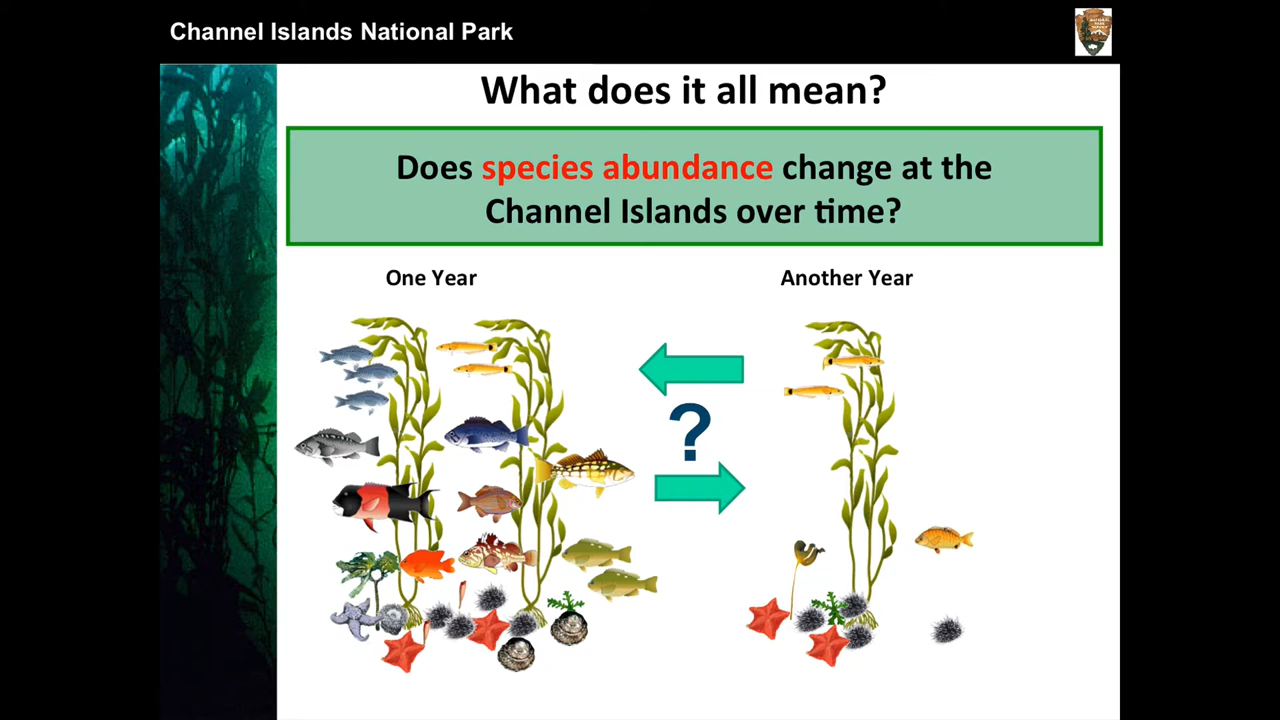 Channel Islands National Park
What does it all mean?
Does species abundance change at the
Channel Islands over time?
One Year
Another Year
?